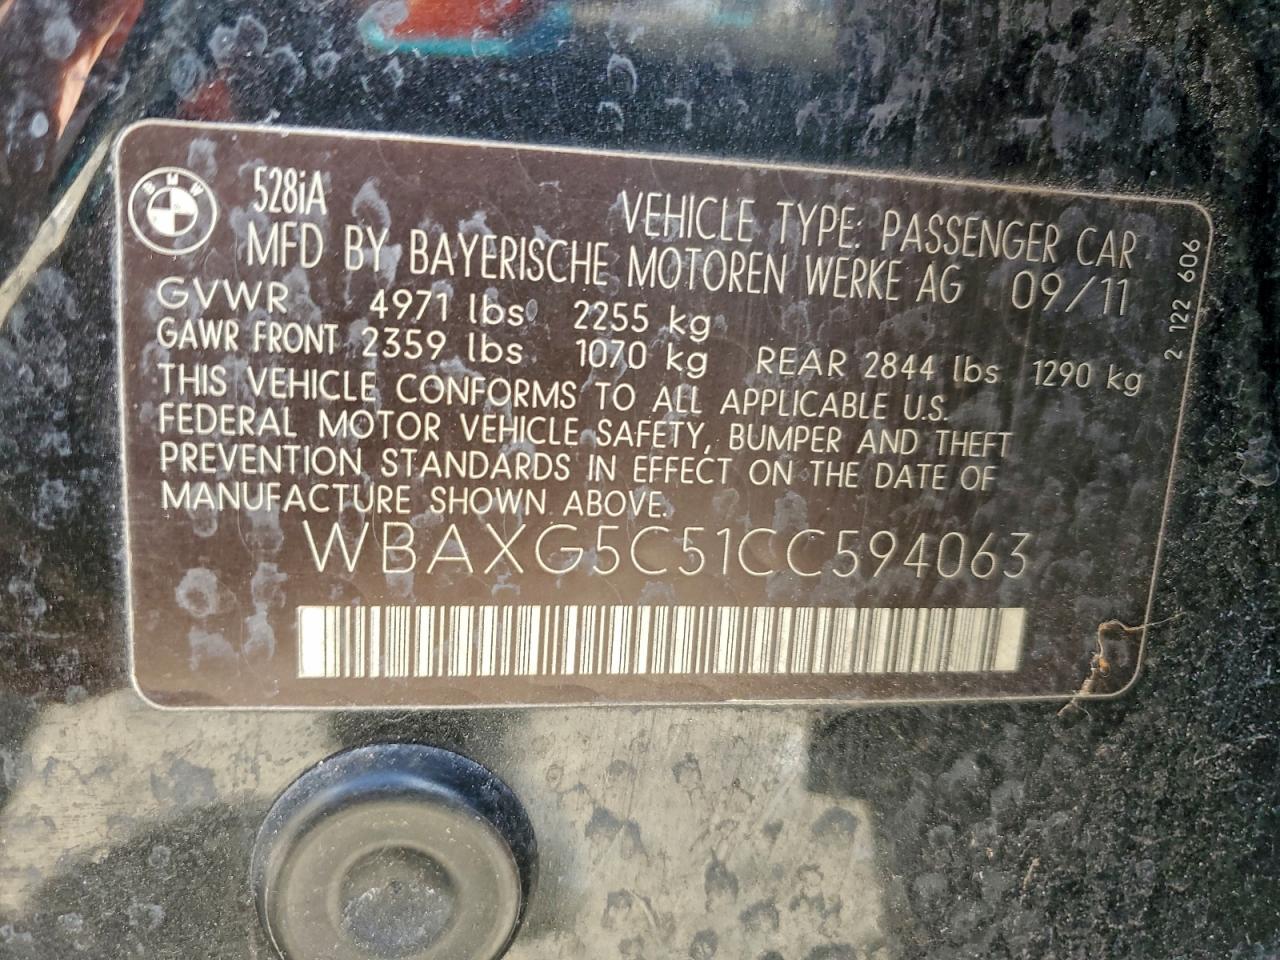 BMW
528iA
VEHICLE TYPE: PASSENGER CAR
MFD BY BAYERISCHE MOTOREN WERKE AG 09/11
GVWR 4971 lbs 2255 kg
GAWR FRONT 2359 lbs 1070 kg REAR 2844 lbs 1290 kg
THIS VEHICLE CONFORMS TO ALL APPLICABLE U.S.
FEDERAL MOTOR VEHICLE SAFETY, BUMPER AND THEFT
PREVENTION STANDARDS IN EFFECT ON THE DATE OF
MANUFACTURE SHOWN ABOVE.
WBAXG5C51CC594063
2 122 606